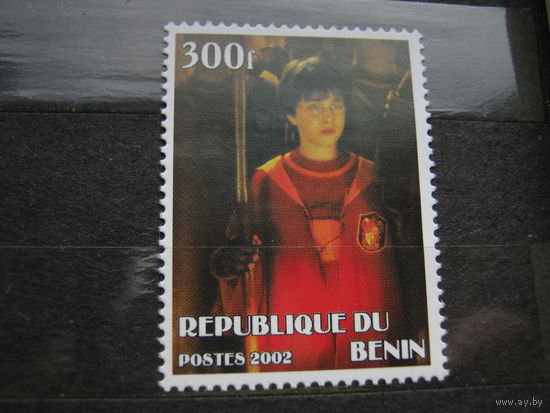 300f
REPUBLIQUE DU
POSTES 2002 BENIN
www.ay.by